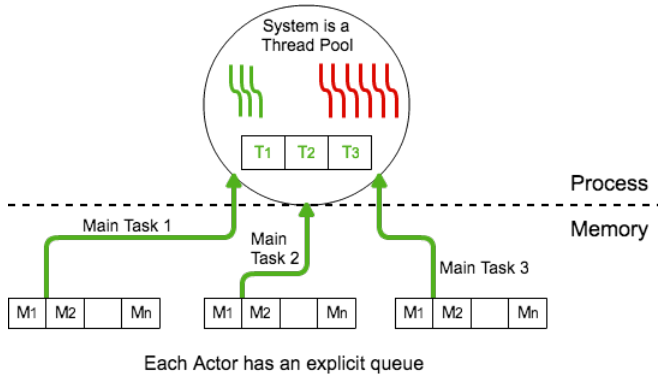 System is a
Thread Pool
T1 T2 T3
Process
Memory
Main Task 1
Main
Task 2
Main Task 3
M1 M2 Mn
M1 M2 Mn
M1 M2 Mn
Each Actor has an explicit queue